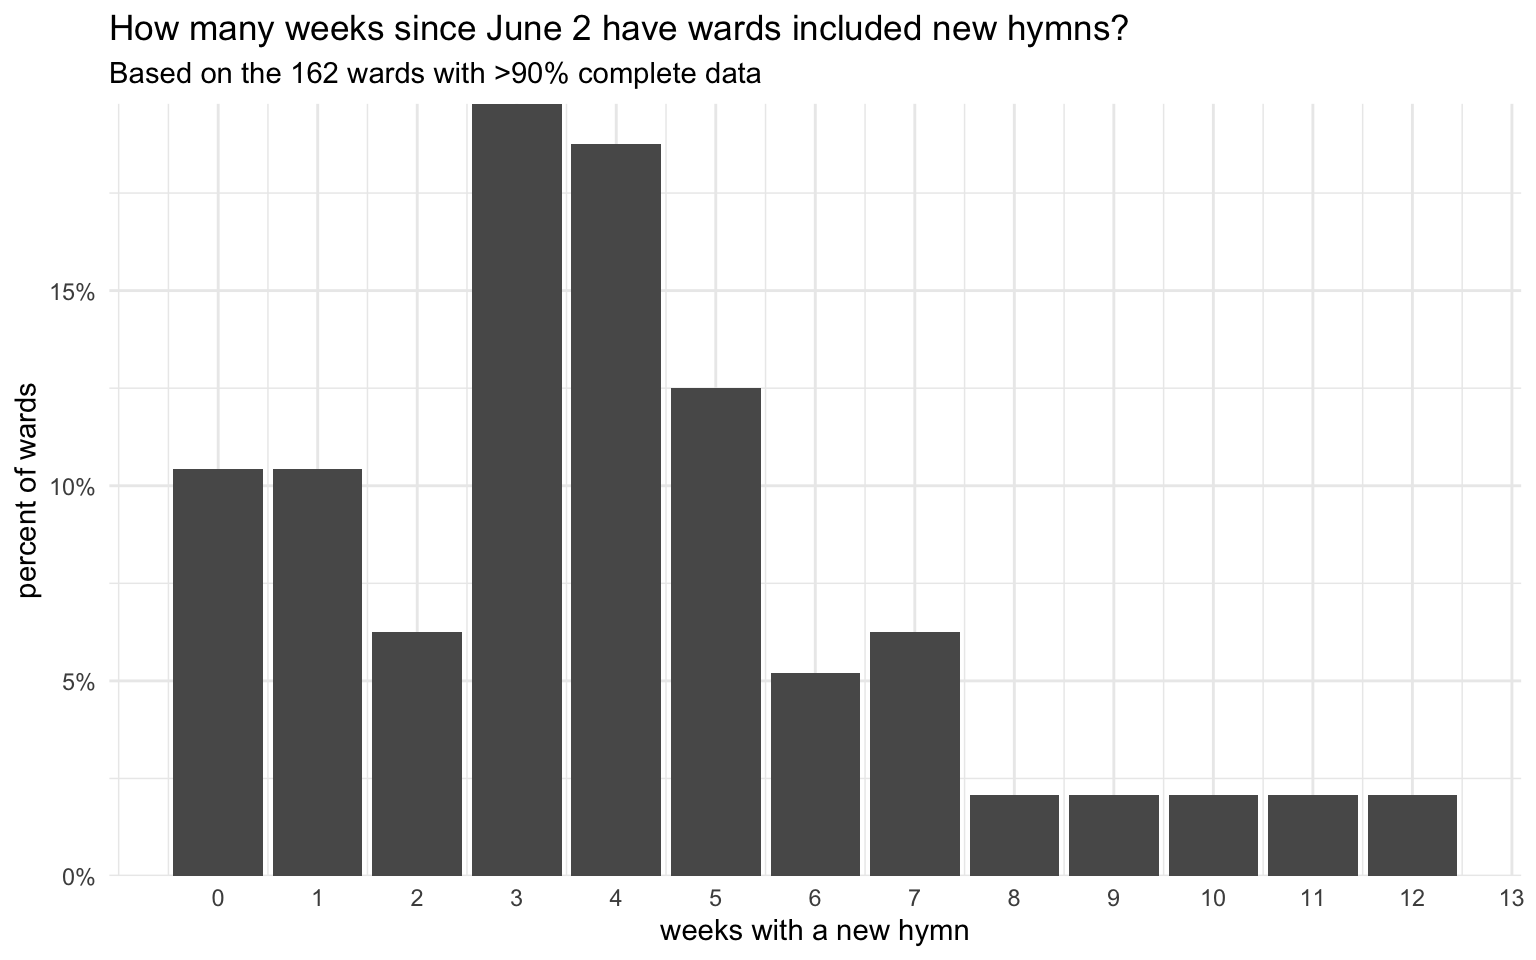 How many weeks since June 2 have wards included new hymns?
Based on the 162 wards with >90% complete data
percent of wards
15%
10%
5%
0%
0 1 2 3 4 5 6 7 8 9 10 11 12 13
weeks with a new hymn